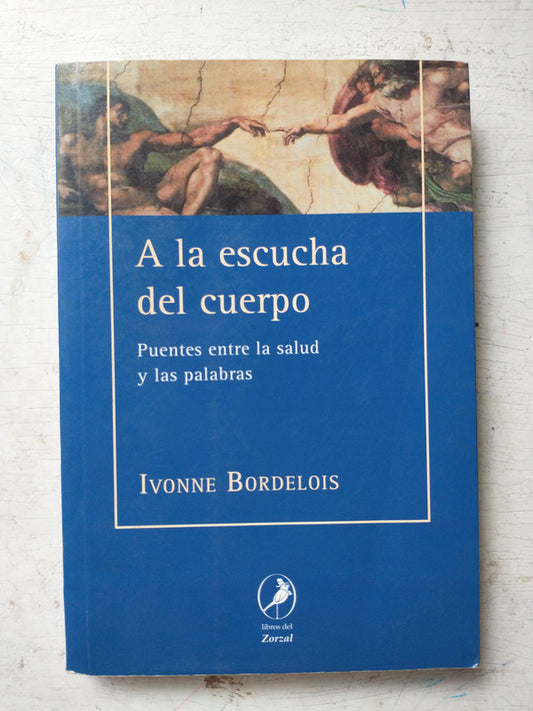 A la escucha
del cuerpo
Puentes entre la salud
y las palabras
IVONNE BORDELOIS
libros del
Zorzal